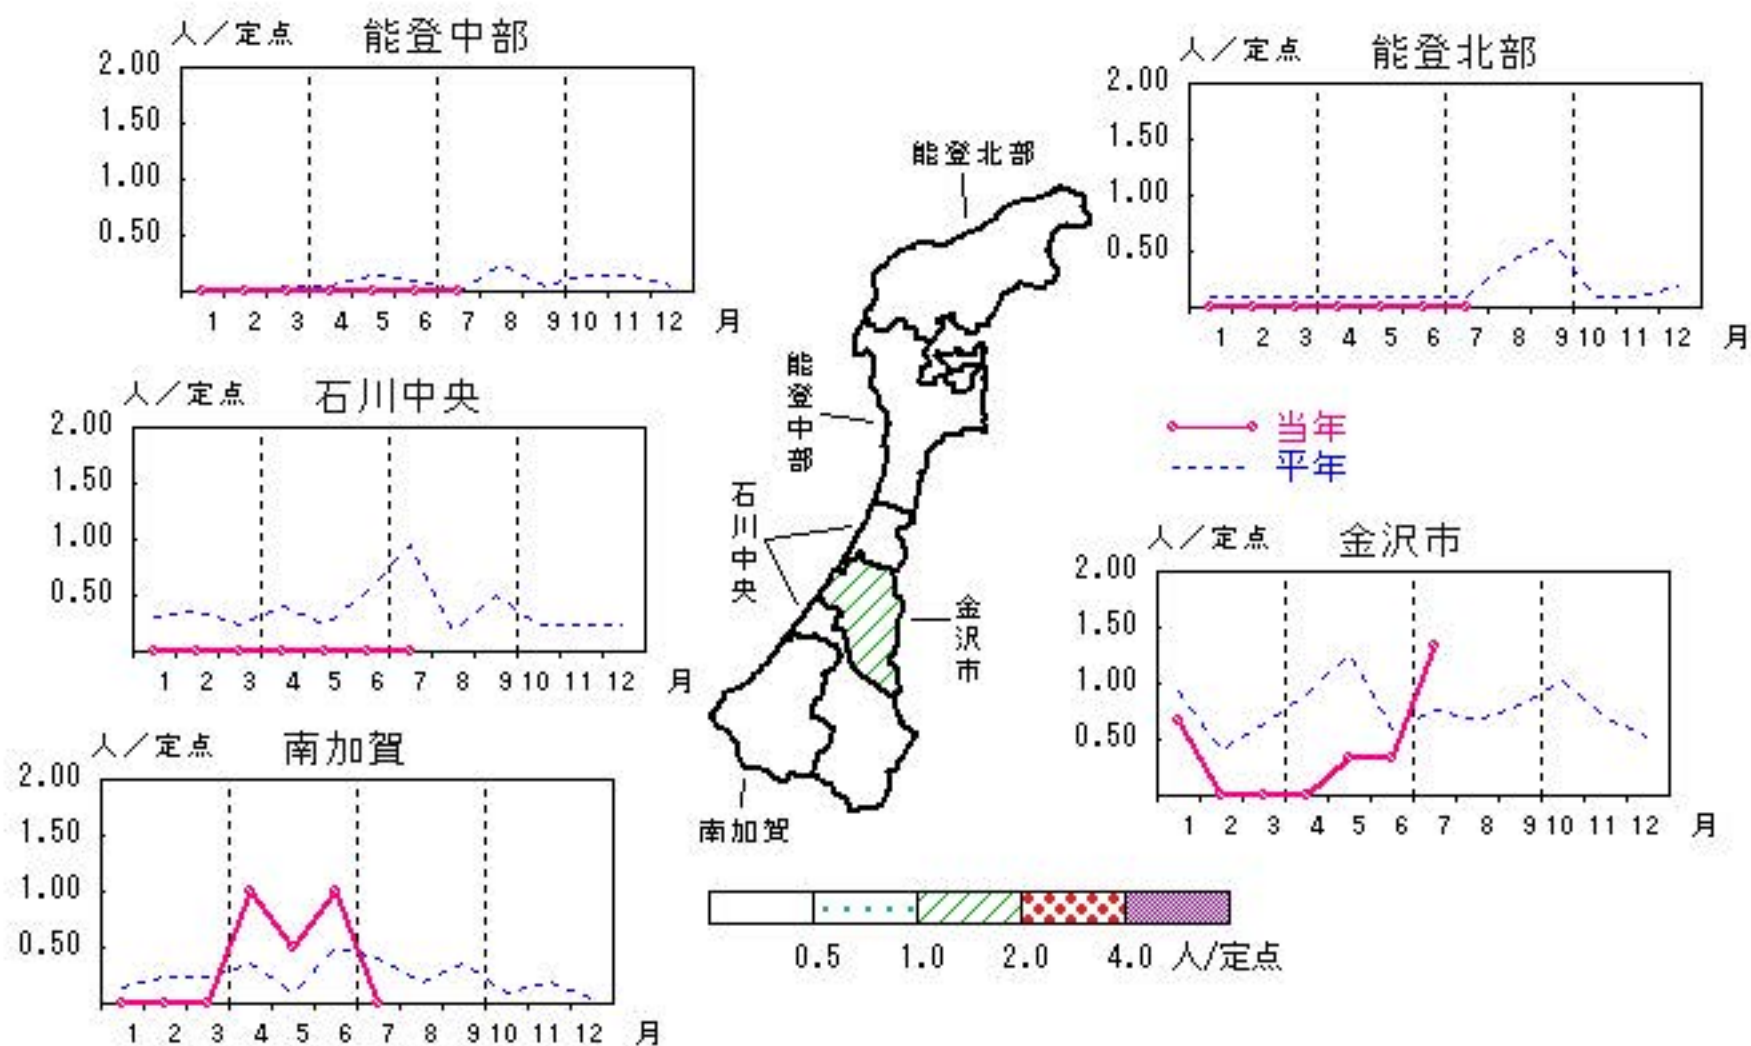 人／定点 能登中部
2.00
1.50
1.00
0.50
1 2 3 4 5 6 7 8 9 10 11 12 月
人／定点 能登北部
2.00
1.50
1.00
0.50
1 2 3 4 5 6 7 8 9 10 11 12 月
能登北部
能登中部
石川中央
金沢市
南加賀
人／定点 石川中央
2.00
1.50
1.00
0.50
1 2 3 4 5 6 7 8 9 10 11 12 月
当年
平年
人／定点 金沢市
2.00
1.50
1.00
0.50
1 2 3 4 5 6 7 8 9 10 11 12 月
人／定点 南加賀
2.00
1.50
1.00
0.50
1 2 3 4 5 6 7 8 9 10 11 12 月
0.5 1.0 2.0 4.0 人/定点